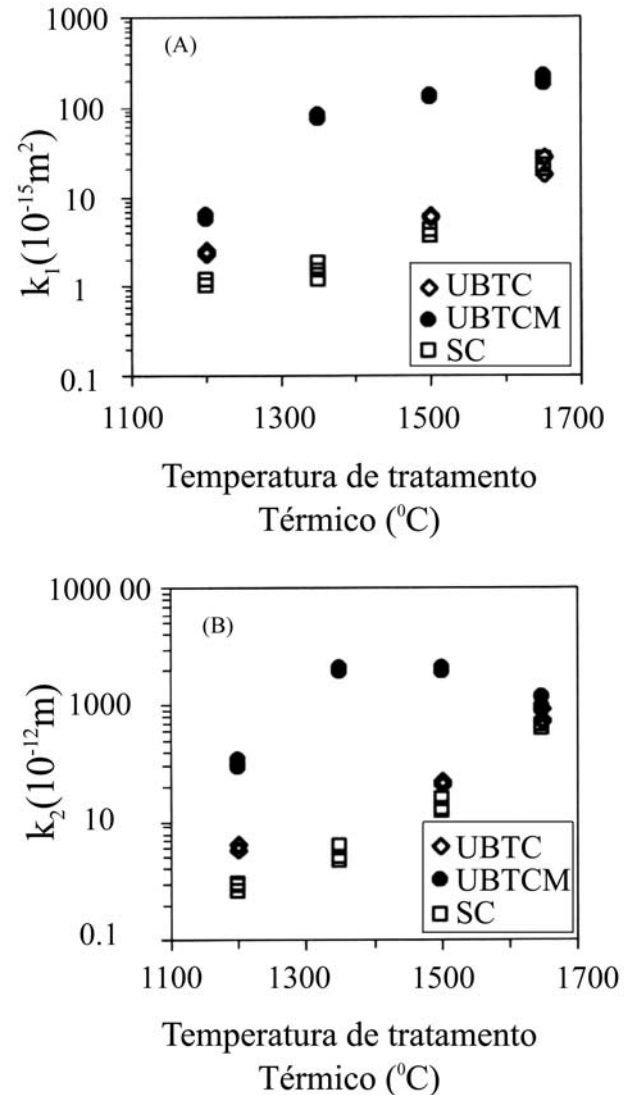 1000
(A)
100
10
1
0.1
k₁(10⁻¹⁵m²)
UBTC
UBTCM
SC
1100 1300 1500 1700
Temperatura de tratamento
Térmico (⁰C)
1000 00
(B)
1000
10
0.1
k₂(10⁻¹²m)
UBTC
UBTCM
SC
1100 1300 1500 1700
Temperatura de tratamento
Térmico (⁰C)